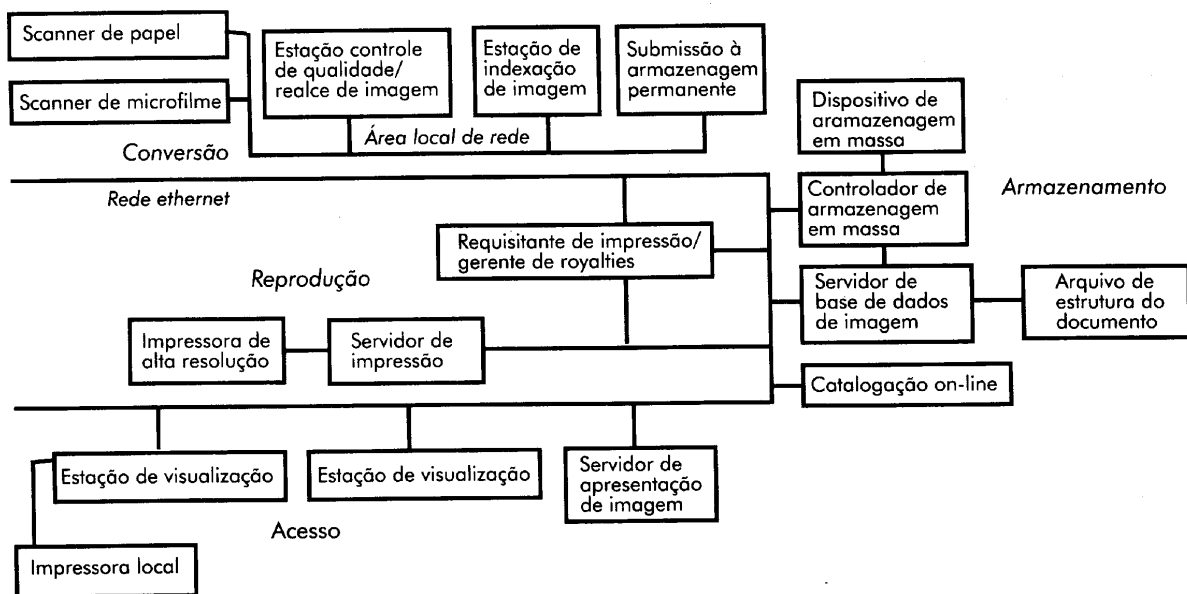 Scanner de papel
Scanner de microfilme
Estação controle
de qualidade/
realce de imagem
Estação de
indexação
de imagem
Submissão à
armazenagem
permanente
Área local de rede
Conversão
Dispositivo de
aramazenagem
em massa
Rede ethernet
Controlador de
armazenagem
em massa
Armazenamento
Requisitante de impressão/
gerente de royalties
Reprodução
Servidor de
base de dados
de imagem
Arquivo de
estrutura do
documento
Impressora de
alta resolução
Servidor de
impressão
Catalogação on-line
Estação de visualização
Estação de visualização
Servidor de
apresentação
de imagem
Acesso
Impressora local